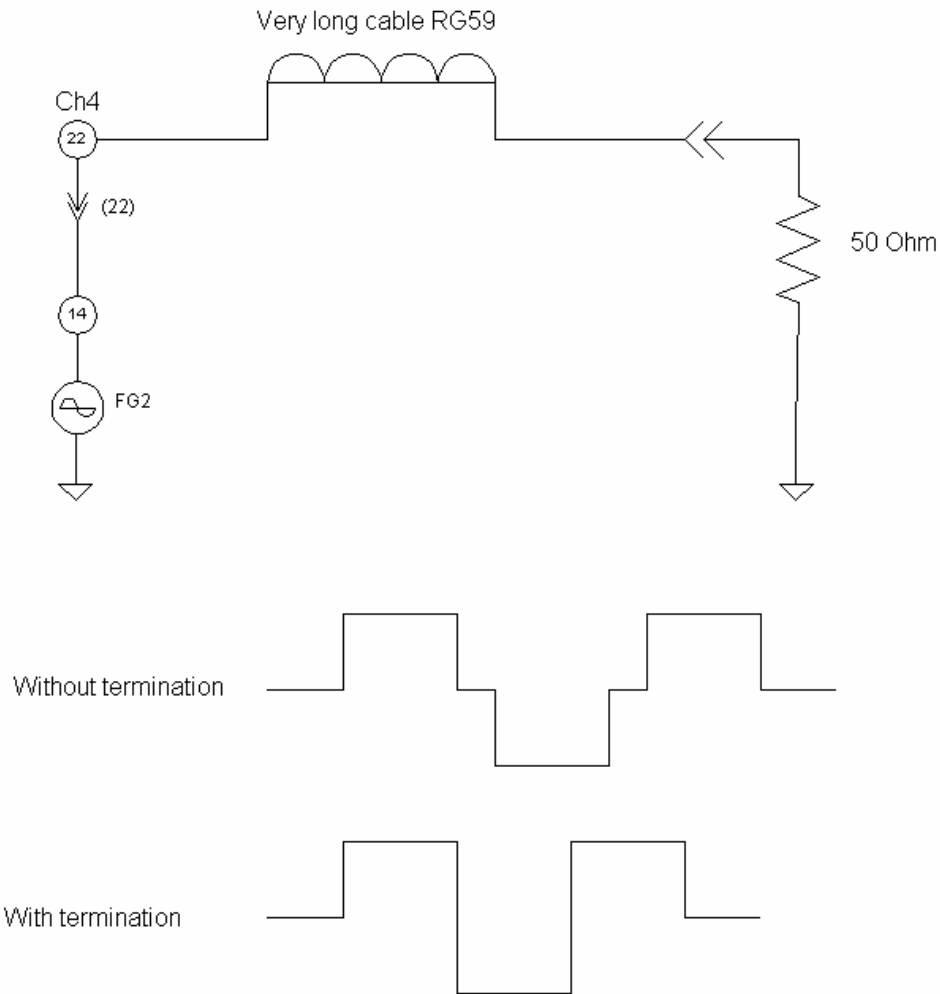 Very long cable RG59
Ch4
22
(22)
50 Ohm
14
FG2
Without termination
With termination